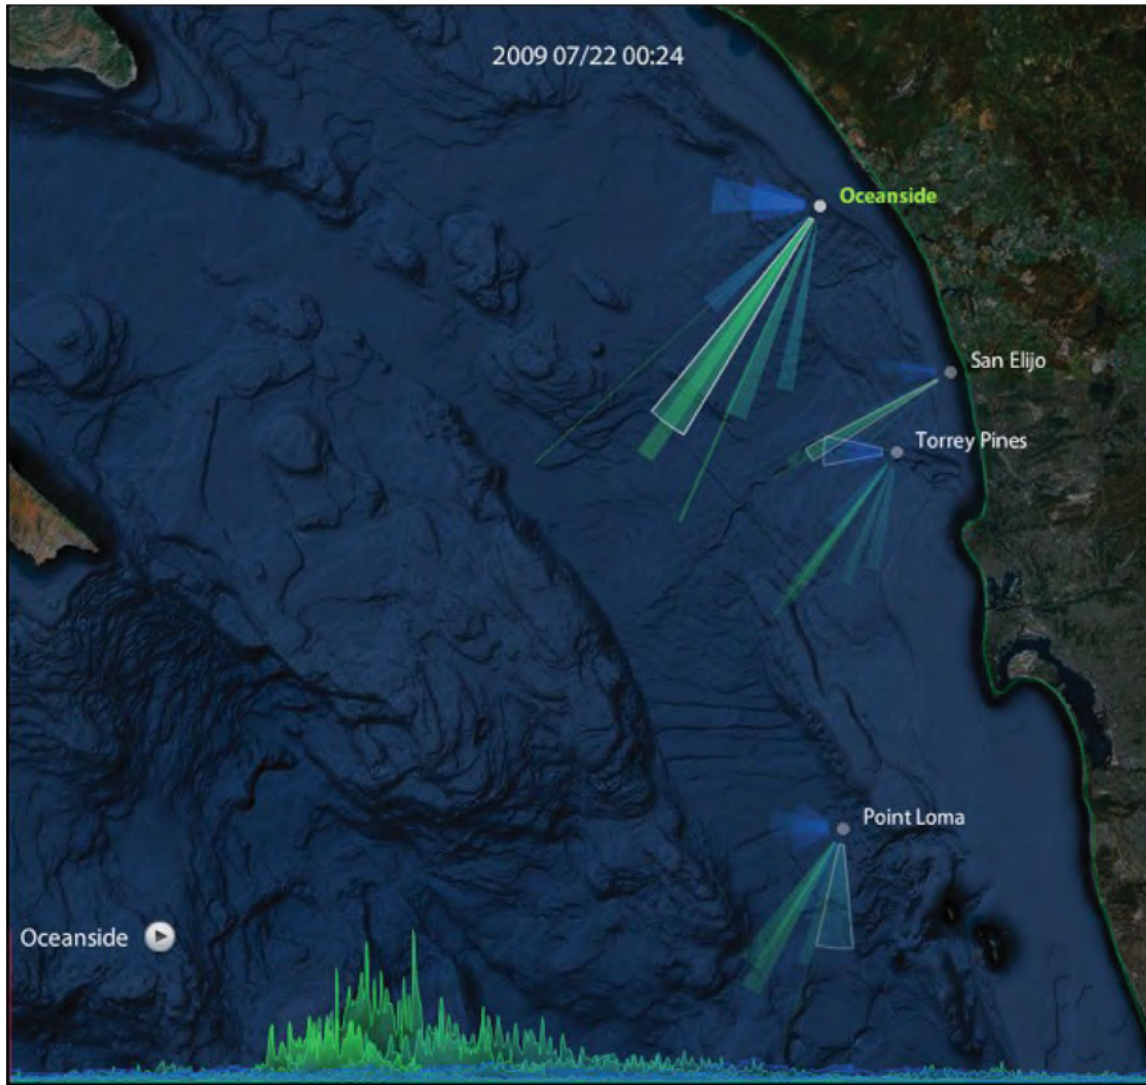 2009 07/22 00:24
Oceanside
San Elijo
Torrey Pines
Point Loma
Oceanside